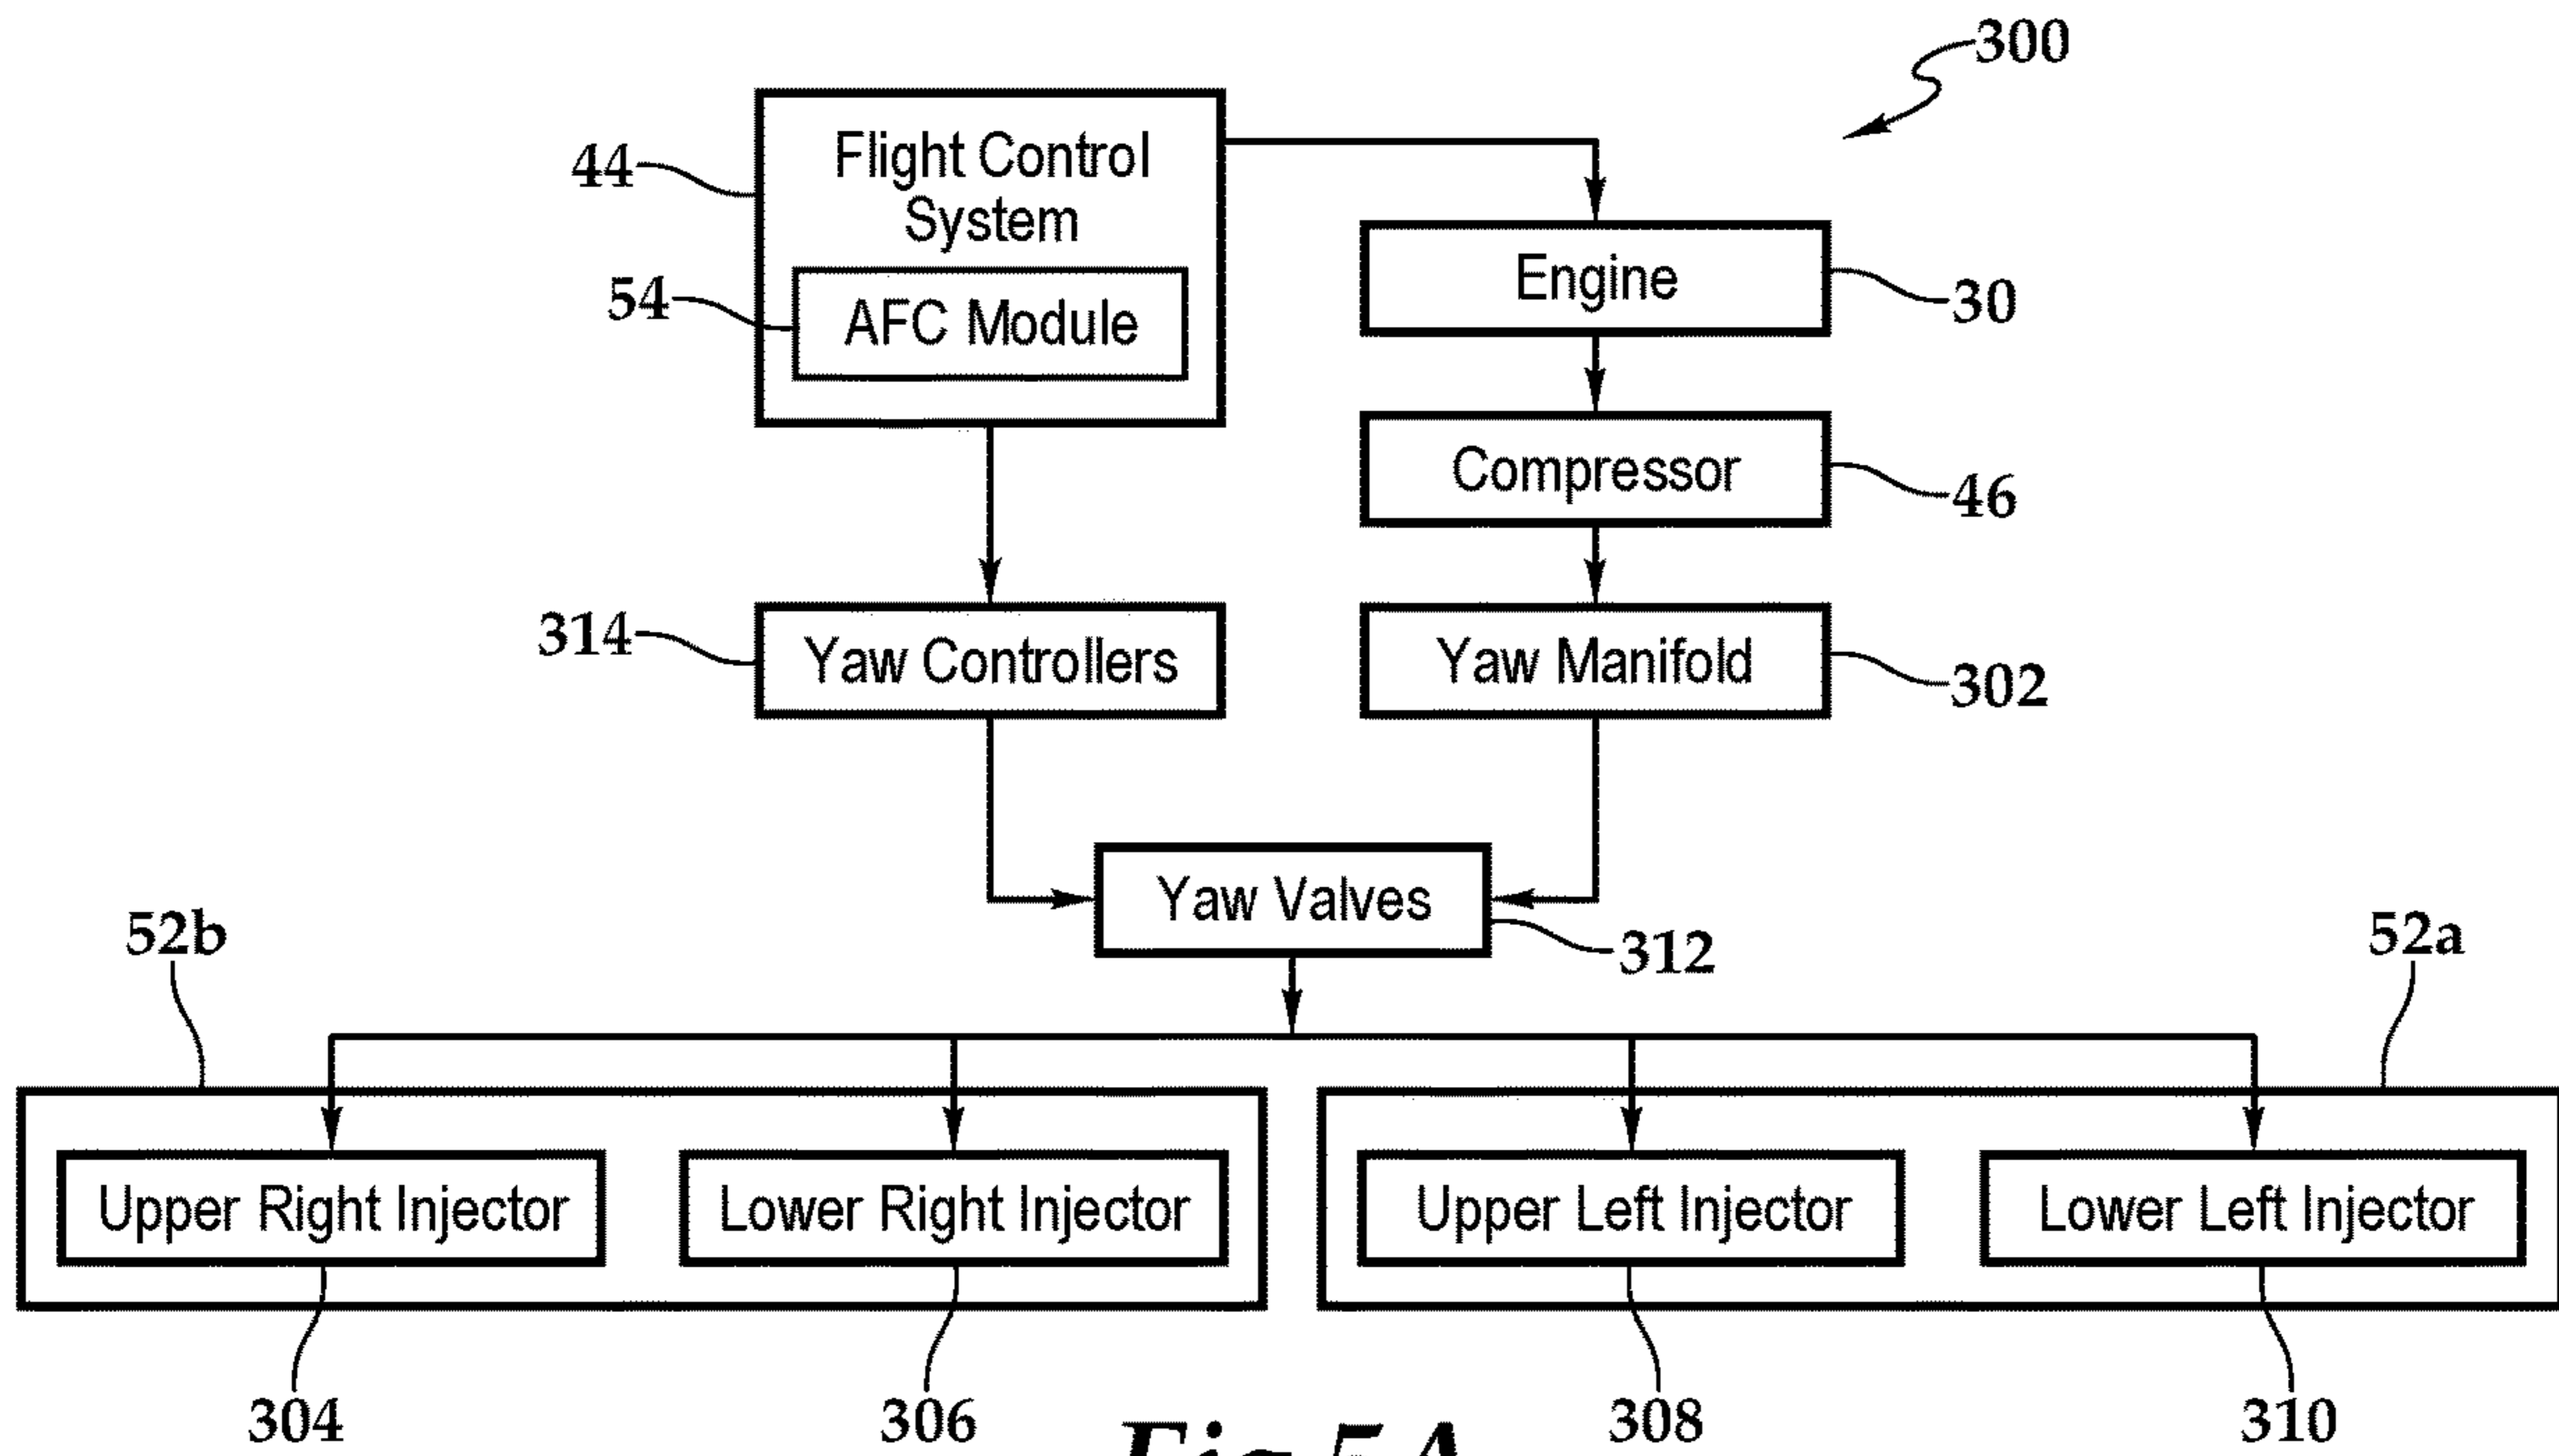 300
Flight Control
System
44
54
AFC Module
Engine
30
Compressor
46
314
Yaw Controllers
Yaw Manifold
302
Yaw Valves
312
52b
52a
Upper Right Injector
Lower Right Injector
Upper Left Injector
Lower Left Injector
304
306
308
310
Fig.5A